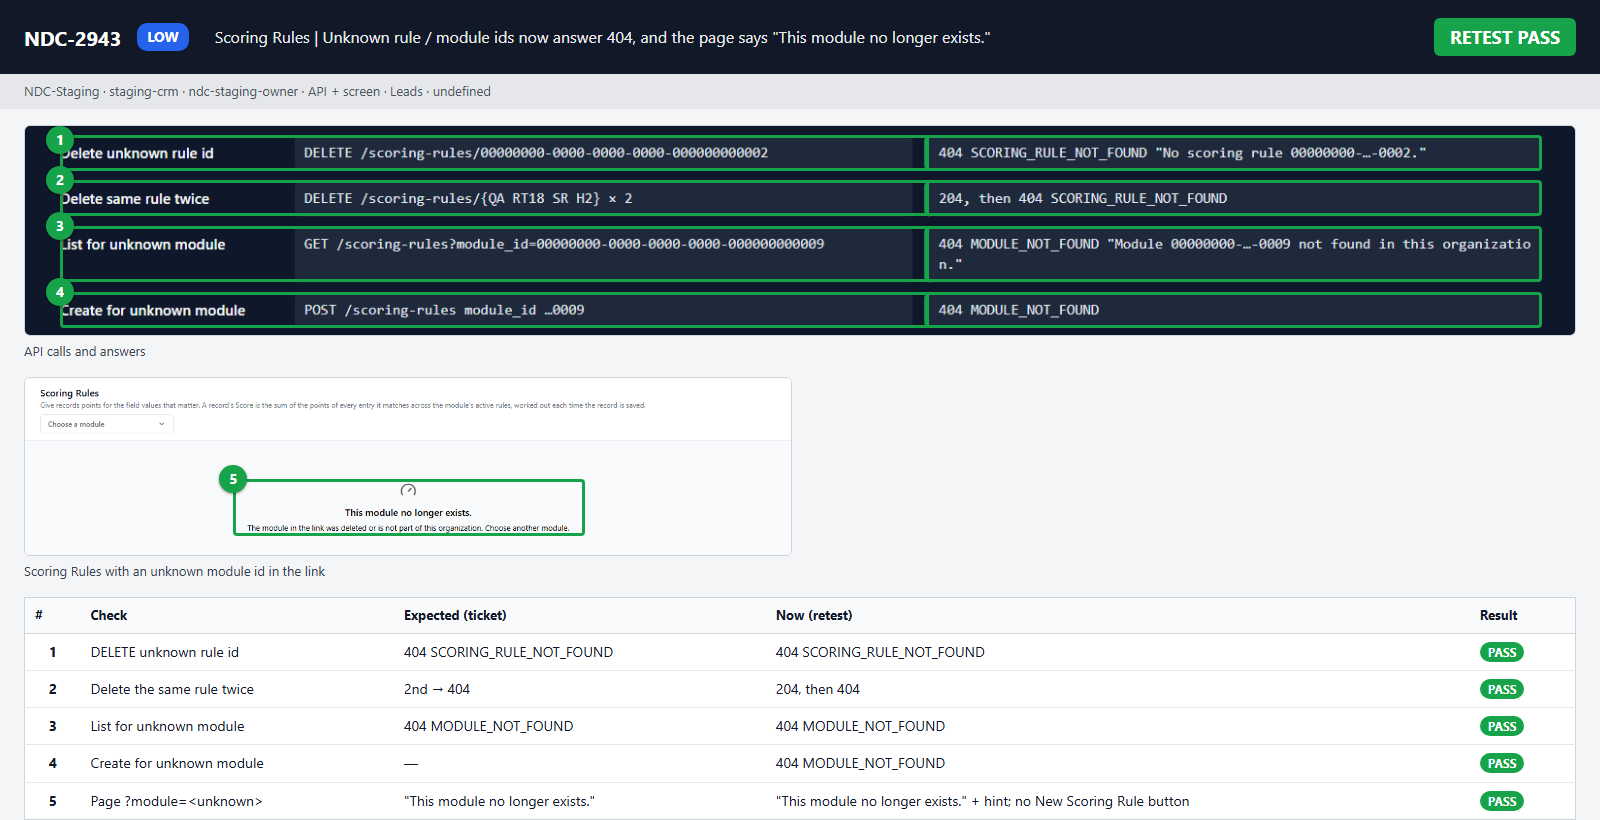 NDC-2943 LOW Scoring Rules | Unknown rule / module ids now answer 404, and the page says "This module no longer exists." RETEST PASS
NDC-Staging · staging-crm · ndc-staging-owner · API + screen · Leads · undefined
1
Delete unknown rule id DELETE /scoring-rules/00000000-0000-0000-0000-000000000002 404 SCORING_RULE_NOT_FOUND "No scoring rule 00000000-…-0002."
2
Delete same rule twice DELETE /scoring-rules/{QA RT18 SR H2} × 2 204, then 404 SCORING_RULE_NOT_FOUND
3
List for unknown module GET /scoring-rules?module_id=00000000-0000-0000-0000-000000000009 404 MODULE_NOT_FOUND "Module 00000000-…-0009 not found in this organizatio
n."
4
Create for unknown module POST /scoring-rules module_id …0009 404 MODULE_NOT_FOUND
API calls and answers
Scoring Rules
Give records points for the field values that matter. A record's Score is the sum of the points of every entry it matches across the module's active rules, worked out each time the record is saved.
Choose a module
5
This module no longer exists.
The module in the link was deleted or is not part of this organization. Choose another module.
Scoring Rules with an unknown module id in the link
# Check Expected (ticket) Now (retest) Result
1 DELETE unknown rule id 404 SCORING_RULE_NOT_FOUND 404 SCORING_RULE_NOT_FOUND PASS
2 Delete the same rule twice 2nd → 404 204, then 404 PASS
3 List for unknown module 404 MODULE_NOT_FOUND 404 MODULE_NOT_FOUND PASS
4 Create for unknown module — 404 MODULE_NOT_FOUND PASS
5 Page ?module=<unknown> "This module no longer exists." "This module no longer exists." + hint; no New Scoring Rule button PASS